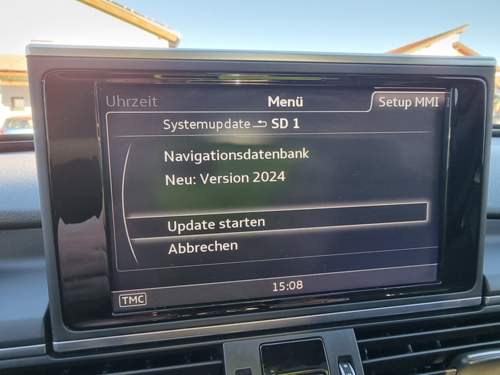 Uhrzeit Menü Setup MMI
Systemupdate SD 1
Navigationsdatenbank
Neu: Version 2024
Update starten
Abbrechen
15:08
TMC